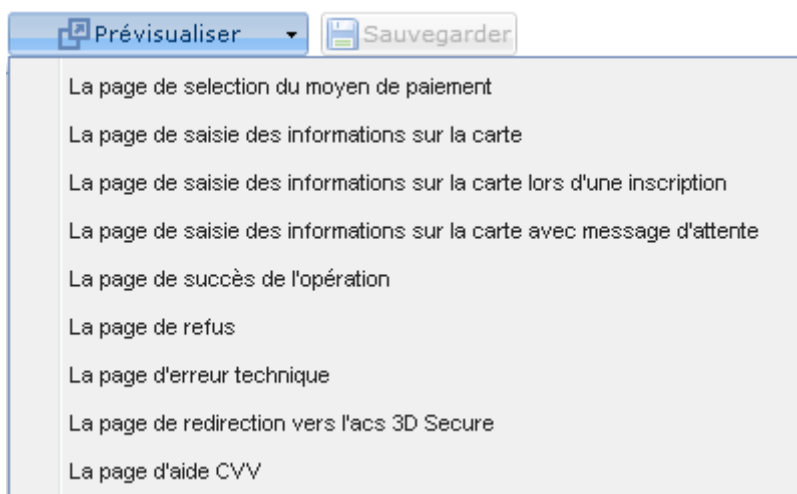 Prévisualiser Sauvegarder
La page de selection du moyen de paiement
La page de saisie des informations sur la carte
La page de saisie des informations sur la carte lors d'une inscription
La page de saisie des informations sur la carte avec message d'attente
La page de succès de l'opération
La page de refus
La page d'erreur technique
La page de redirection vers l'acs 3D Secure
La page d'aide CVV